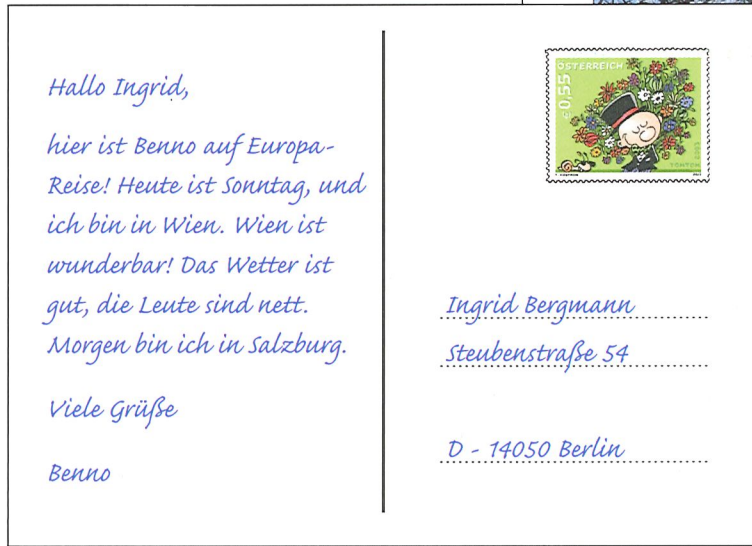 Hallo Ingrid,
hier ist Benno auf Europa-
Reise! Heute ist Sonntag, und
ich bin in Wien. Wien ist
wunderbar! Das Wetter ist
gut, die Leute sind nett.
Morgen bin ich in Salzburg.
Viele Grüße
Benno
ÖSTERREICH
€0,55
Ingrid Bergmann
Steubenstraße 54
D - 14050 Berlin